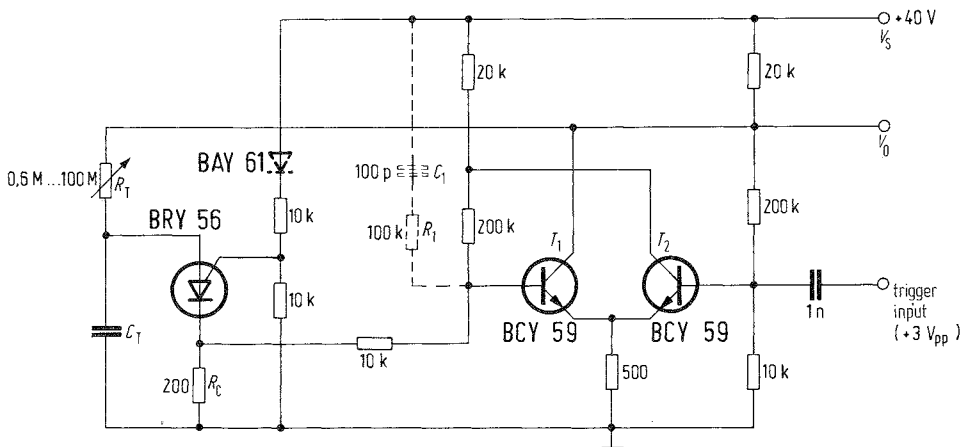 +40 V
V_S
20 k
20 k
V_0
BAY 61
100 p
C_1
0,6 M...100 M
R_T
BRY 56
10 k
100 k
R_1
200 k
200 k
T_1
T_2
10 k
BCY 59
BCY 59
1 n
trigger
input
(+3 V_pp)
C_T
10 k
200
R_C
500
10 k